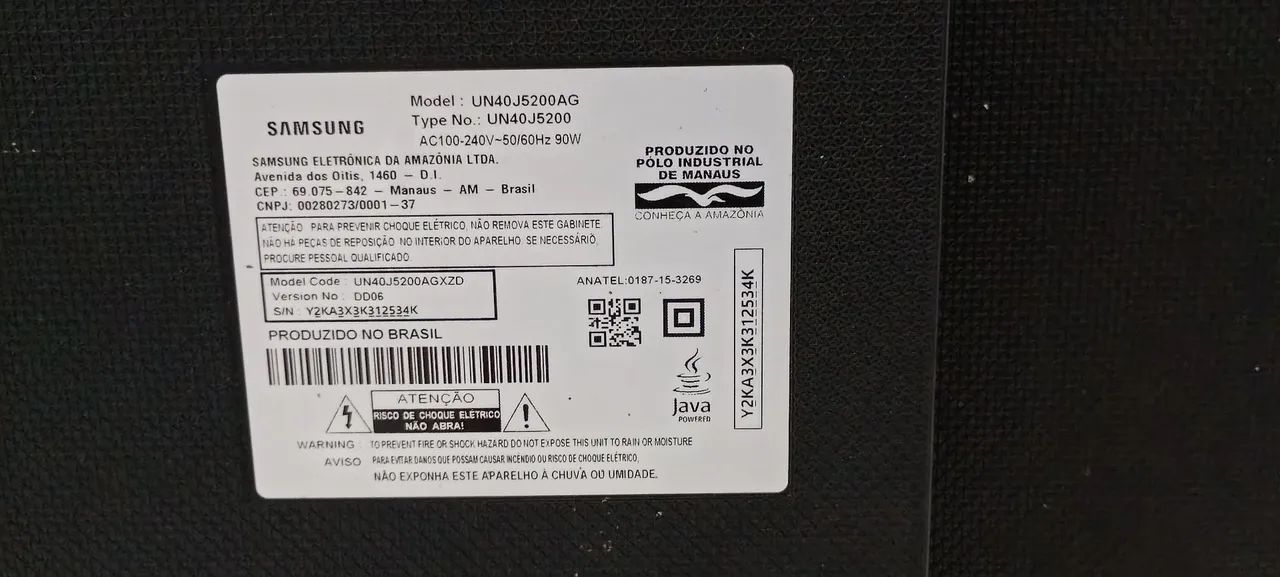 SAMSUNG
Model : UN40J5200AG
Type No.: UN40J5200
AC100-240V~50/60Hz 90W
SAMSUNG ELETRÔNICA DA AMAZÔNIA LTDA.
Avenida dos Oitis, 1460 – D.I.
CEP : 69.075-842 – Manaus – AM – Brasil
CNPJ: 00280273/0001-37
PRODUZIDO NO
PÓLO INDUSTRIAL
DE MANAUS
CONHEÇA A AMAZÔNIA
ATENÇÃO PARA PREVENIR CHOQUE ELÉTRICO, NÃO REMOVA ESTE GABINETE.
NÃO HÁ PEÇAS DE REPOSIÇÃO NO INTERIOR DO APARELHO. SE NECESSÁRIO,
PROCURE PESSOAL QUALIFICADO.
Model Code : UN40J5200AGXZD
Version No : DD06
S/N : Y2KA3X3K312534K
ANATEL:0187-15-3269
PRODUZIDO NO BRASIL
Y2KA3X3K312534K
Java
POWERED
ATENÇÃO
RISCO DE CHOQUE ELÉTRICO
NÃO ABRA!
WARNING : TO PREVENT FIRE OR SHOCK HAZARD DO NOT EXPOSE THIS UNIT TO RAIN OR MOISTURE
AVISO PARA EVITAR DANOS QUE POSSAM CAUSAR INCÊNDIO OU RISCO DE CHOQUE ELÉTRICO,
NÃO EXPONHA ESTE APARELHO À CHUVA OU UMIDADE.